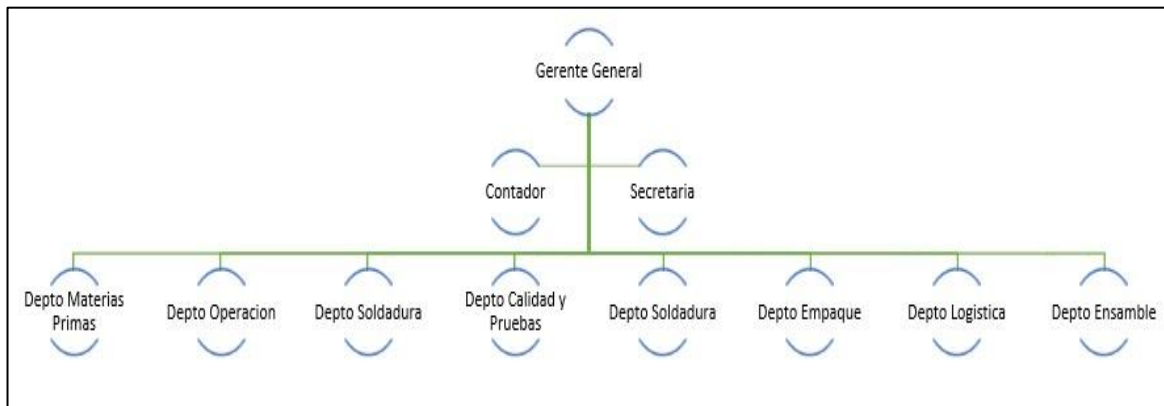 Gerente General
Contador
Secretaria
Depto Materias
Primas
Depto Operacion
Depto Soldadura
Depto Calidad y
Pruebas
Depto Soldadura
Depto Empaque
Depto Logistica
Depto Ensamble